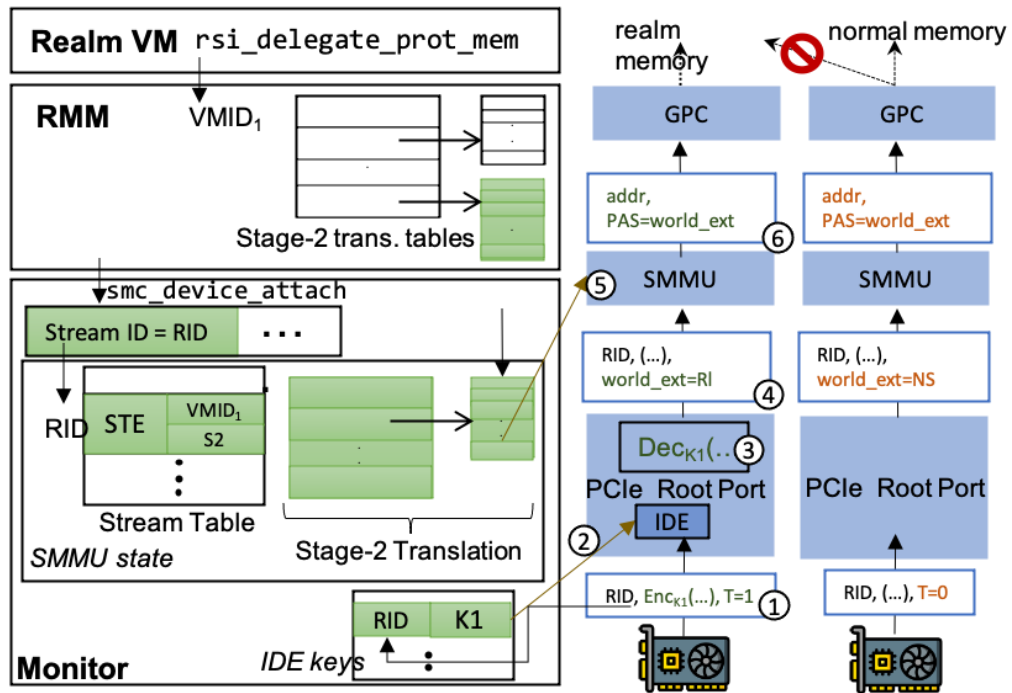 Realm VM rsi_delegate_prot_mem
RMM
VMID1
Stage-2 trans. tables
smc_device_attach
Stream ID = RID
...
RID
STE
VMID1
S2
Stream Table
SMMU state
Stage-2 Translation
RID
K1
IDE keys
Monitor
realm
memory
normal memory
GPC
GPC
addr,
PAS=world_ext
⑥
addr,
PAS=world_ext
⑤
SMMU
SMMU
RID, (...),
world_ext=Rl
④
RID, (...),
world_ext=NS
DecK1(..
③
PCIe Root Port
IDE
②
PCIe Root Port
RID, EncK1(...), T=1
①
RID, (...), T=0